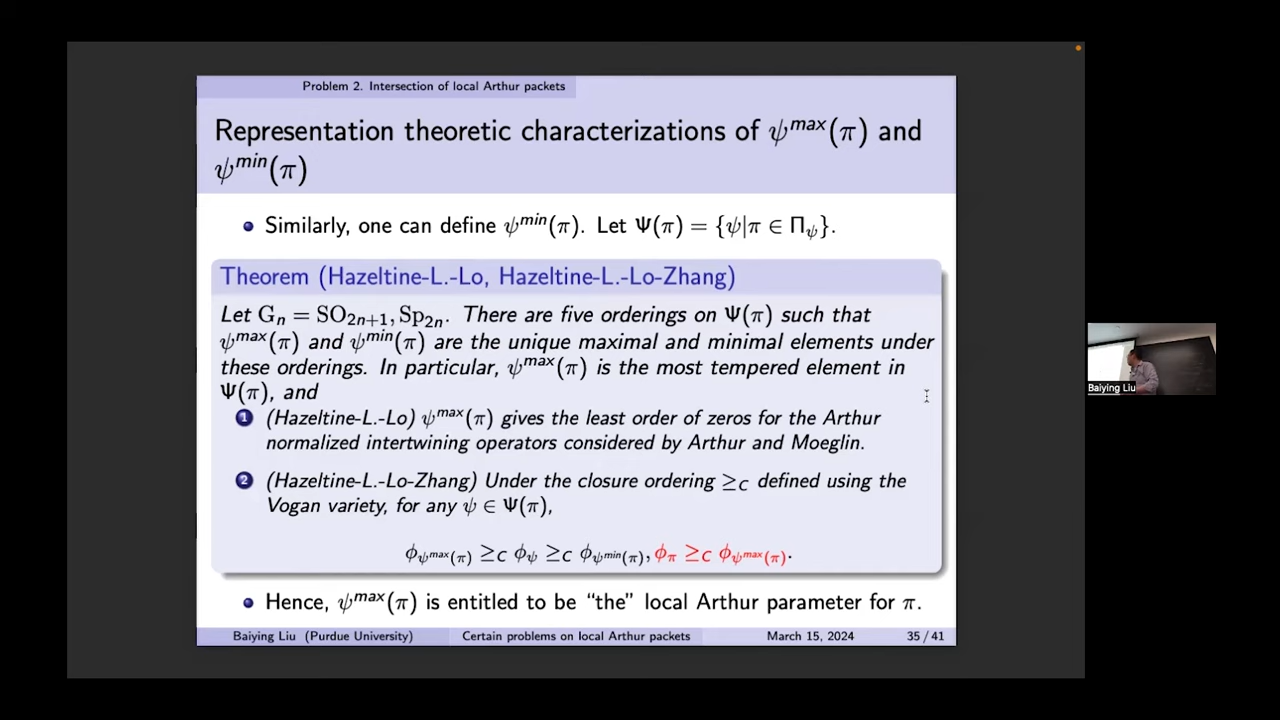 Problem 2. Intersection of local Arthur packets
Representation theoretic characterizations of ψ^max(π) and
ψ^min(π)
Similarly, one can define ψ^min(π). Let Ψ(π) = {ψ|π ∈ Π_ψ}.
Theorem (Hazeltine-L.-Lo, Hazeltine-L.-Lo-Zhang)
Let G_n = SO_{2n+1}, Sp_{2n}. There are five orderings on Ψ(π) such that
ψ^max(π) and ψ^min(π) are the unique maximal and minimal elements under
these orderings. In particular, ψ^max(π) is the most tempered element in
Ψ(π), and
1 (Hazeltine-L.-Lo) ψ^max(π) gives the least order of zeros for the Arthur
normalized intertwining operators considered by Arthur and Moeglin.
2 (Hazeltine-L.-Lo-Zhang) Under the closure ordering ≥_C defined using the
Vogan variety, for any ψ ∈ Ψ(π),
ϕ_{ψ^max(π)} ≥_C ϕ_ψ ≥_C ϕ_{ψ^min(π)}, ϕ_π ≥_C ϕ_{ψ^max(π)}.
Hence, ψ^max(π) is entitled to be “the” local Arthur parameter for π.
Baiying Liu (Purdue University) Certain problems on local Arthur packets March 15, 2024 35 / 41
Baiying Liu